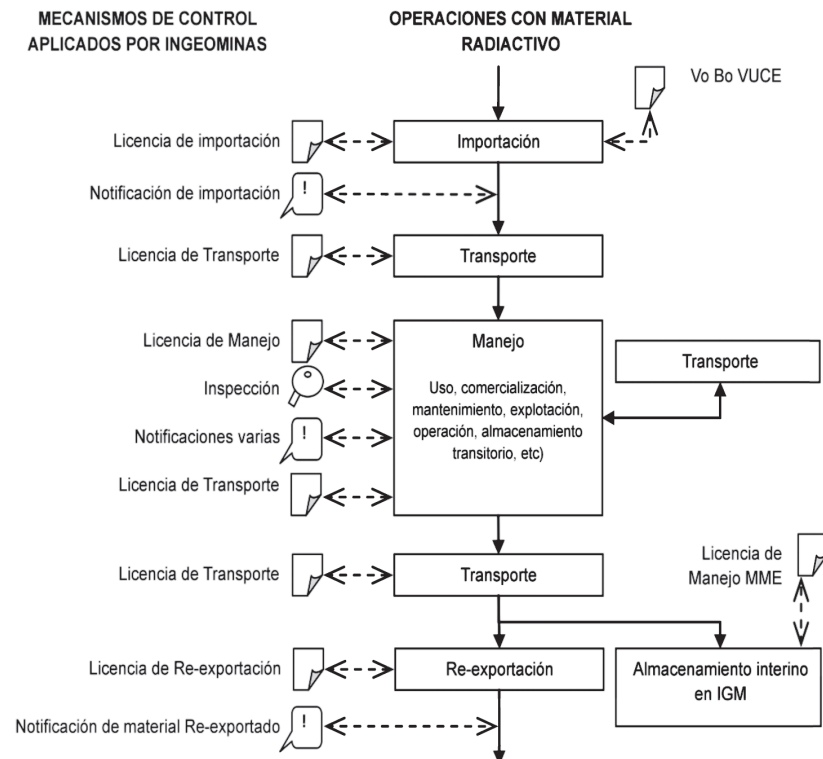 MECANISMOS DE CONTROL
APLICADOS POR INGEOMINAS
OPERACIONES CON MATERIAL
RADIACTIVO
Vo Bo VUCE
Licencia de importación
Importación
Notificación de importación
!
Licencia de Transporte
Transporte
Licencia de Manejo
Manejo
Transporte
Inspección
Uso, comercialización,
mantenimiento, explotación,
operación, almacenamiento
transitorio, etc)
Notificaciones varias
!
Licencia de Transporte
Licencia de
Manejo MME
Licencia de Transporte
Transporte
Licencia de Re-exportación
Re-exportación
Almacenamiento interino
en IGM
Notificación de material Re-exportado
!